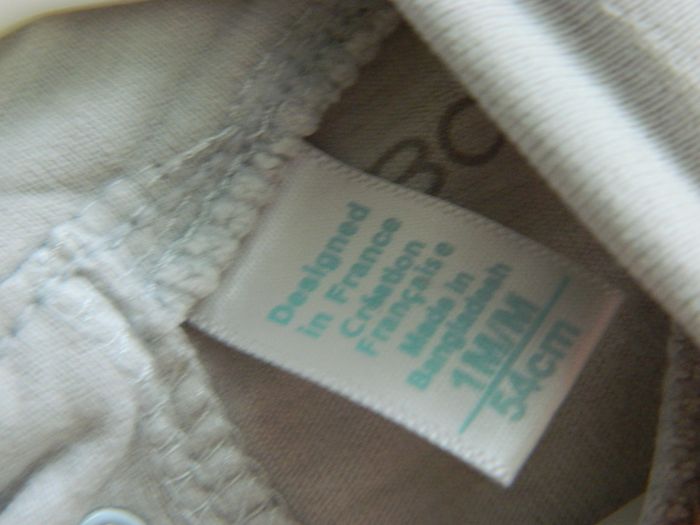 Designed
in France
Création
Française
Made in
Bangladesh
1M/M
54cm